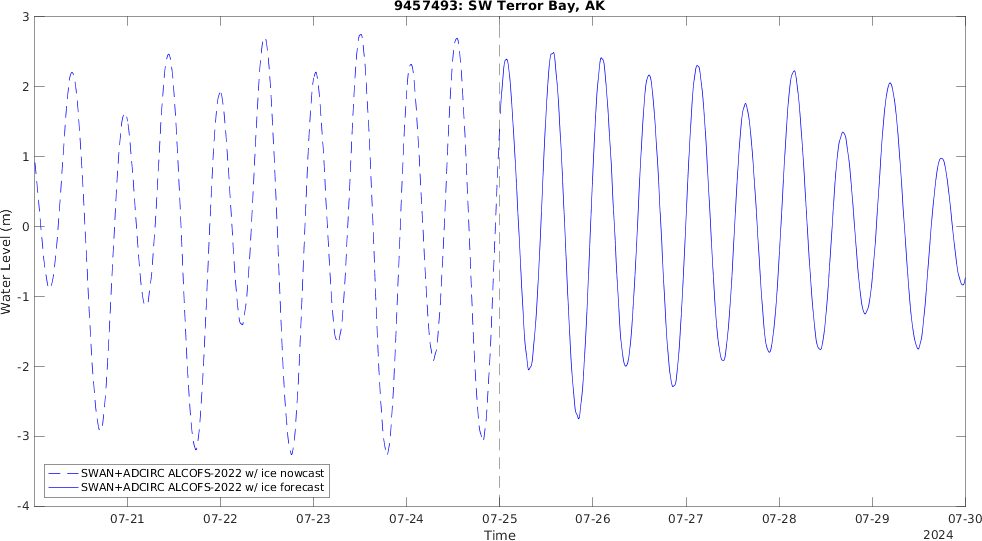 9457493: SW Terror Bay, AK
3
2
1
0
-1
-2
-3
-4
Water Level (m)
SWAN+ADCIRC ALCOFS-2022 w/ ice nowcast
SWAN+ADCIRC ALCOFS-2022 w/ ice forecast
07-21 07-22 07-23 07-24 07-25 07-26 07-27 07-28 07-29 07-30
Time
2024